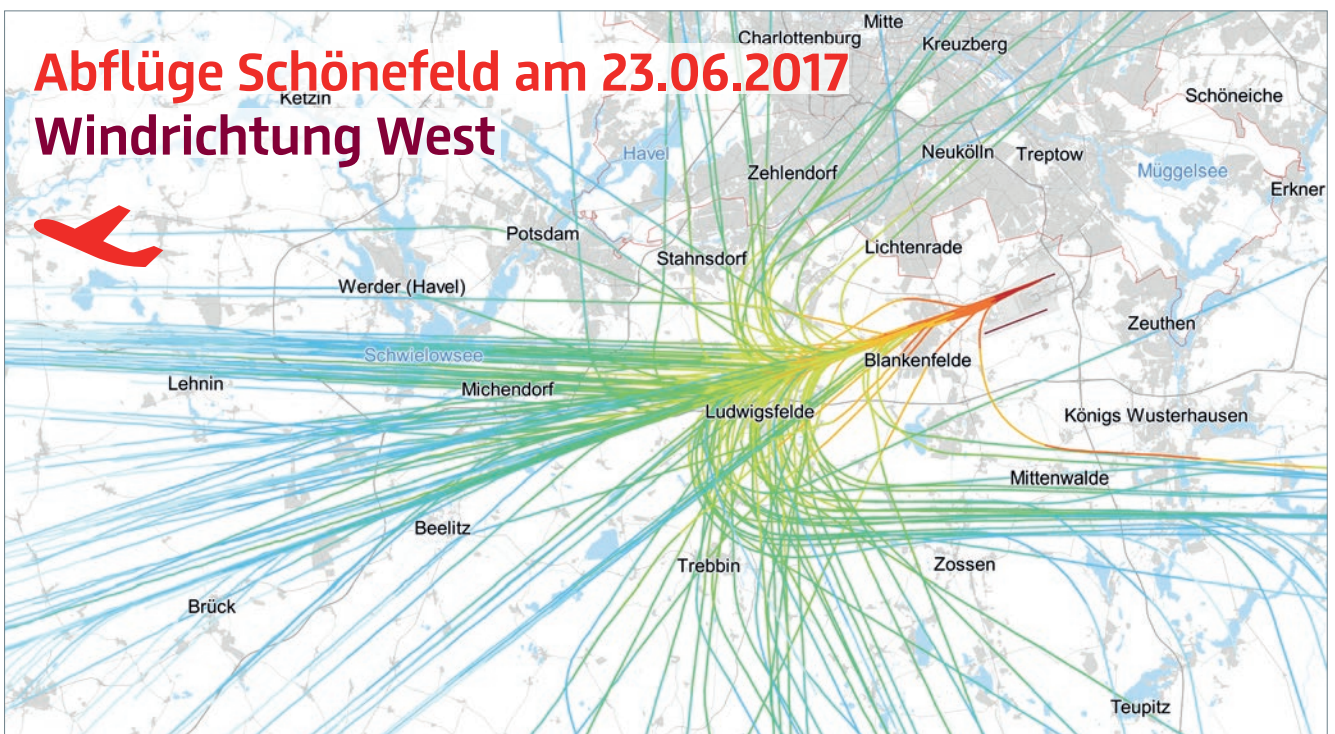 Abflüge Schönefeld am 23.06.2017
Windrichtung West
Mitte
Charlottenburg
Kreuzberg
Ketzin
Schöneiche
Havel
Zehlendorf
Neukölln
Treptow
Müggelsee
Erkner
Potsdam
Stahnsdorf
Lichtenrade
Werder (Havel)
Zeuthen
Schwielowsee
Blankenfelde
Lehnin
Michendorf
Ludwigsfelde
Königs Wusterhausen
Mittenwalde
Beelitz
Trebbin
Zossen
Brück
Teupitz